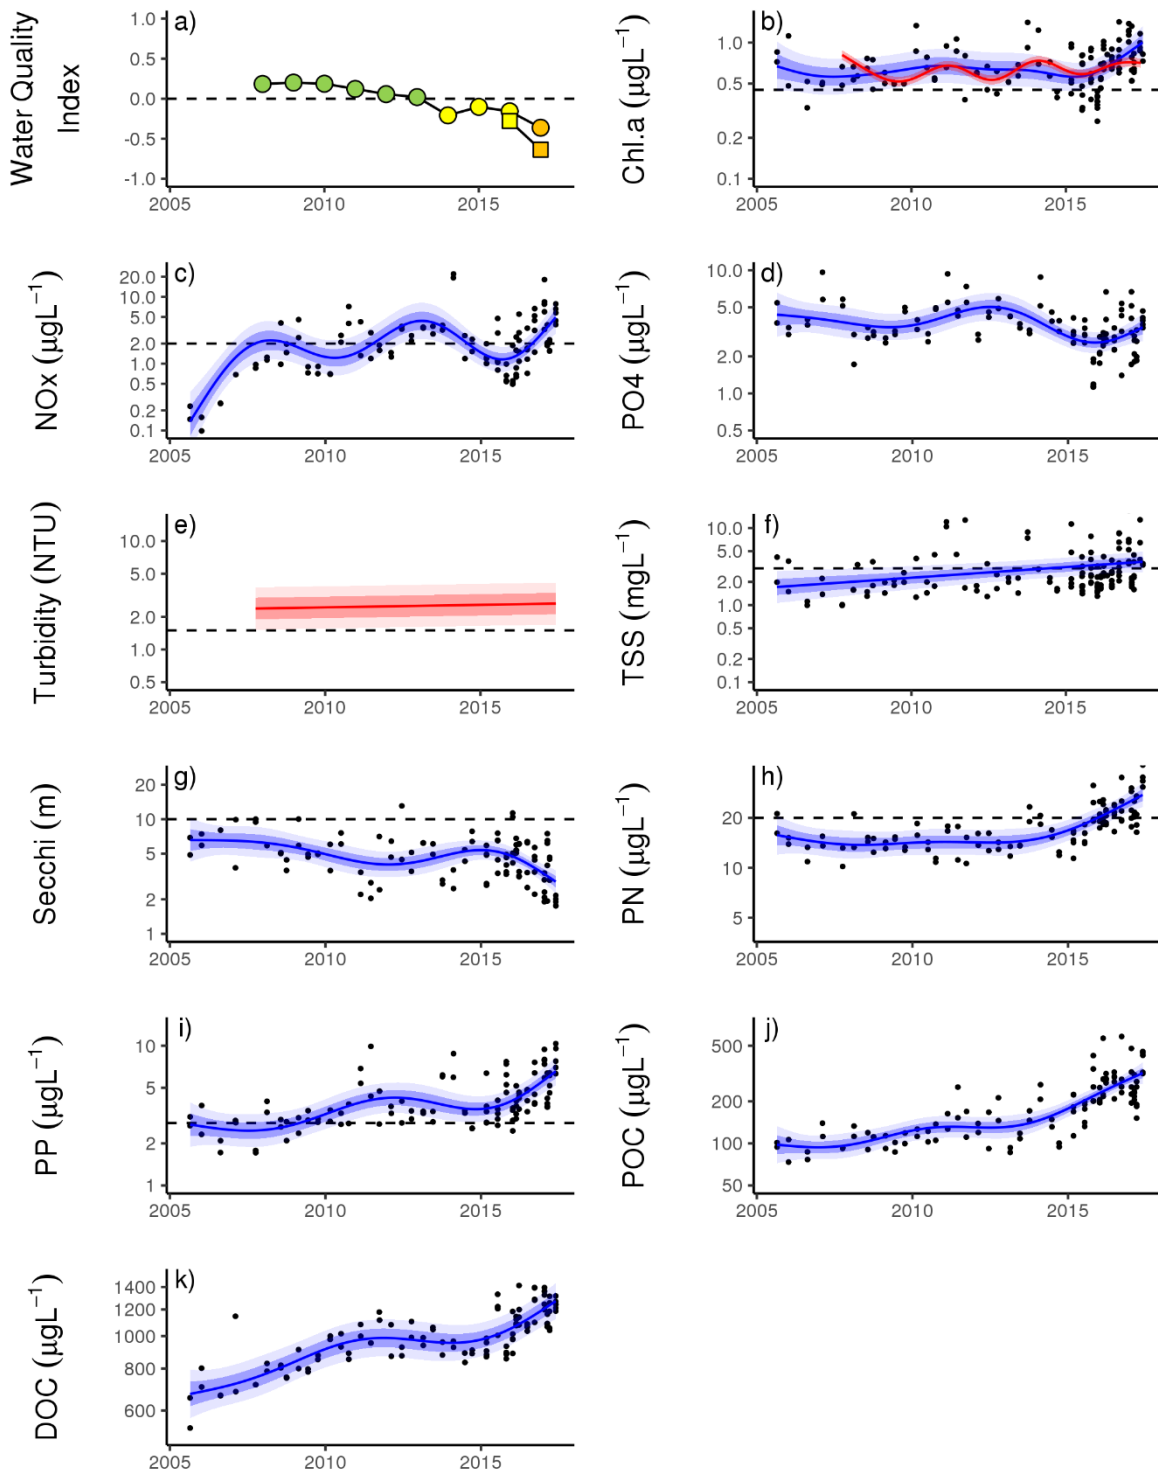 a)
Water Quality
Index
1.0
0.5
0.0
-0.5
-1.0
2005 2010 2015
b)
Chl.a (µgL−1)
1.0
0.5
0.2
0.1
2005 2010 2015
c)
NOx (µgL−1)
20.0
10.0
5.0
2.0
1.0
0.5
0.2
0.1
2005 2010 2015
d)
PO4 (µgL−1)
10.0
5.0
2.0
1.0
0.5
2005 2010 2015
e)
Turbidity (NTU)
10.0
5.0
2.0
1.0
0.5
2005 2010 2015
f)
TSS (mgL−1)
10.0
5.0
2.0
1.0
0.5
0.2
0.1
2005 2010 2015
g)
Secchi (m)
20
10
5
2
1
2005 2010 2015
h)
PN (µgL−1)
20
10
5
2005 2010 2015
i)
PP (µgL−1)
10
5
2
1
2005 2010 2015
j)
POC (µgL−1)
500
200
100
50
2005 2010 2015
k)
DOC (µgL−1)
1400
1200
1000
800
600
2005 2010 2015